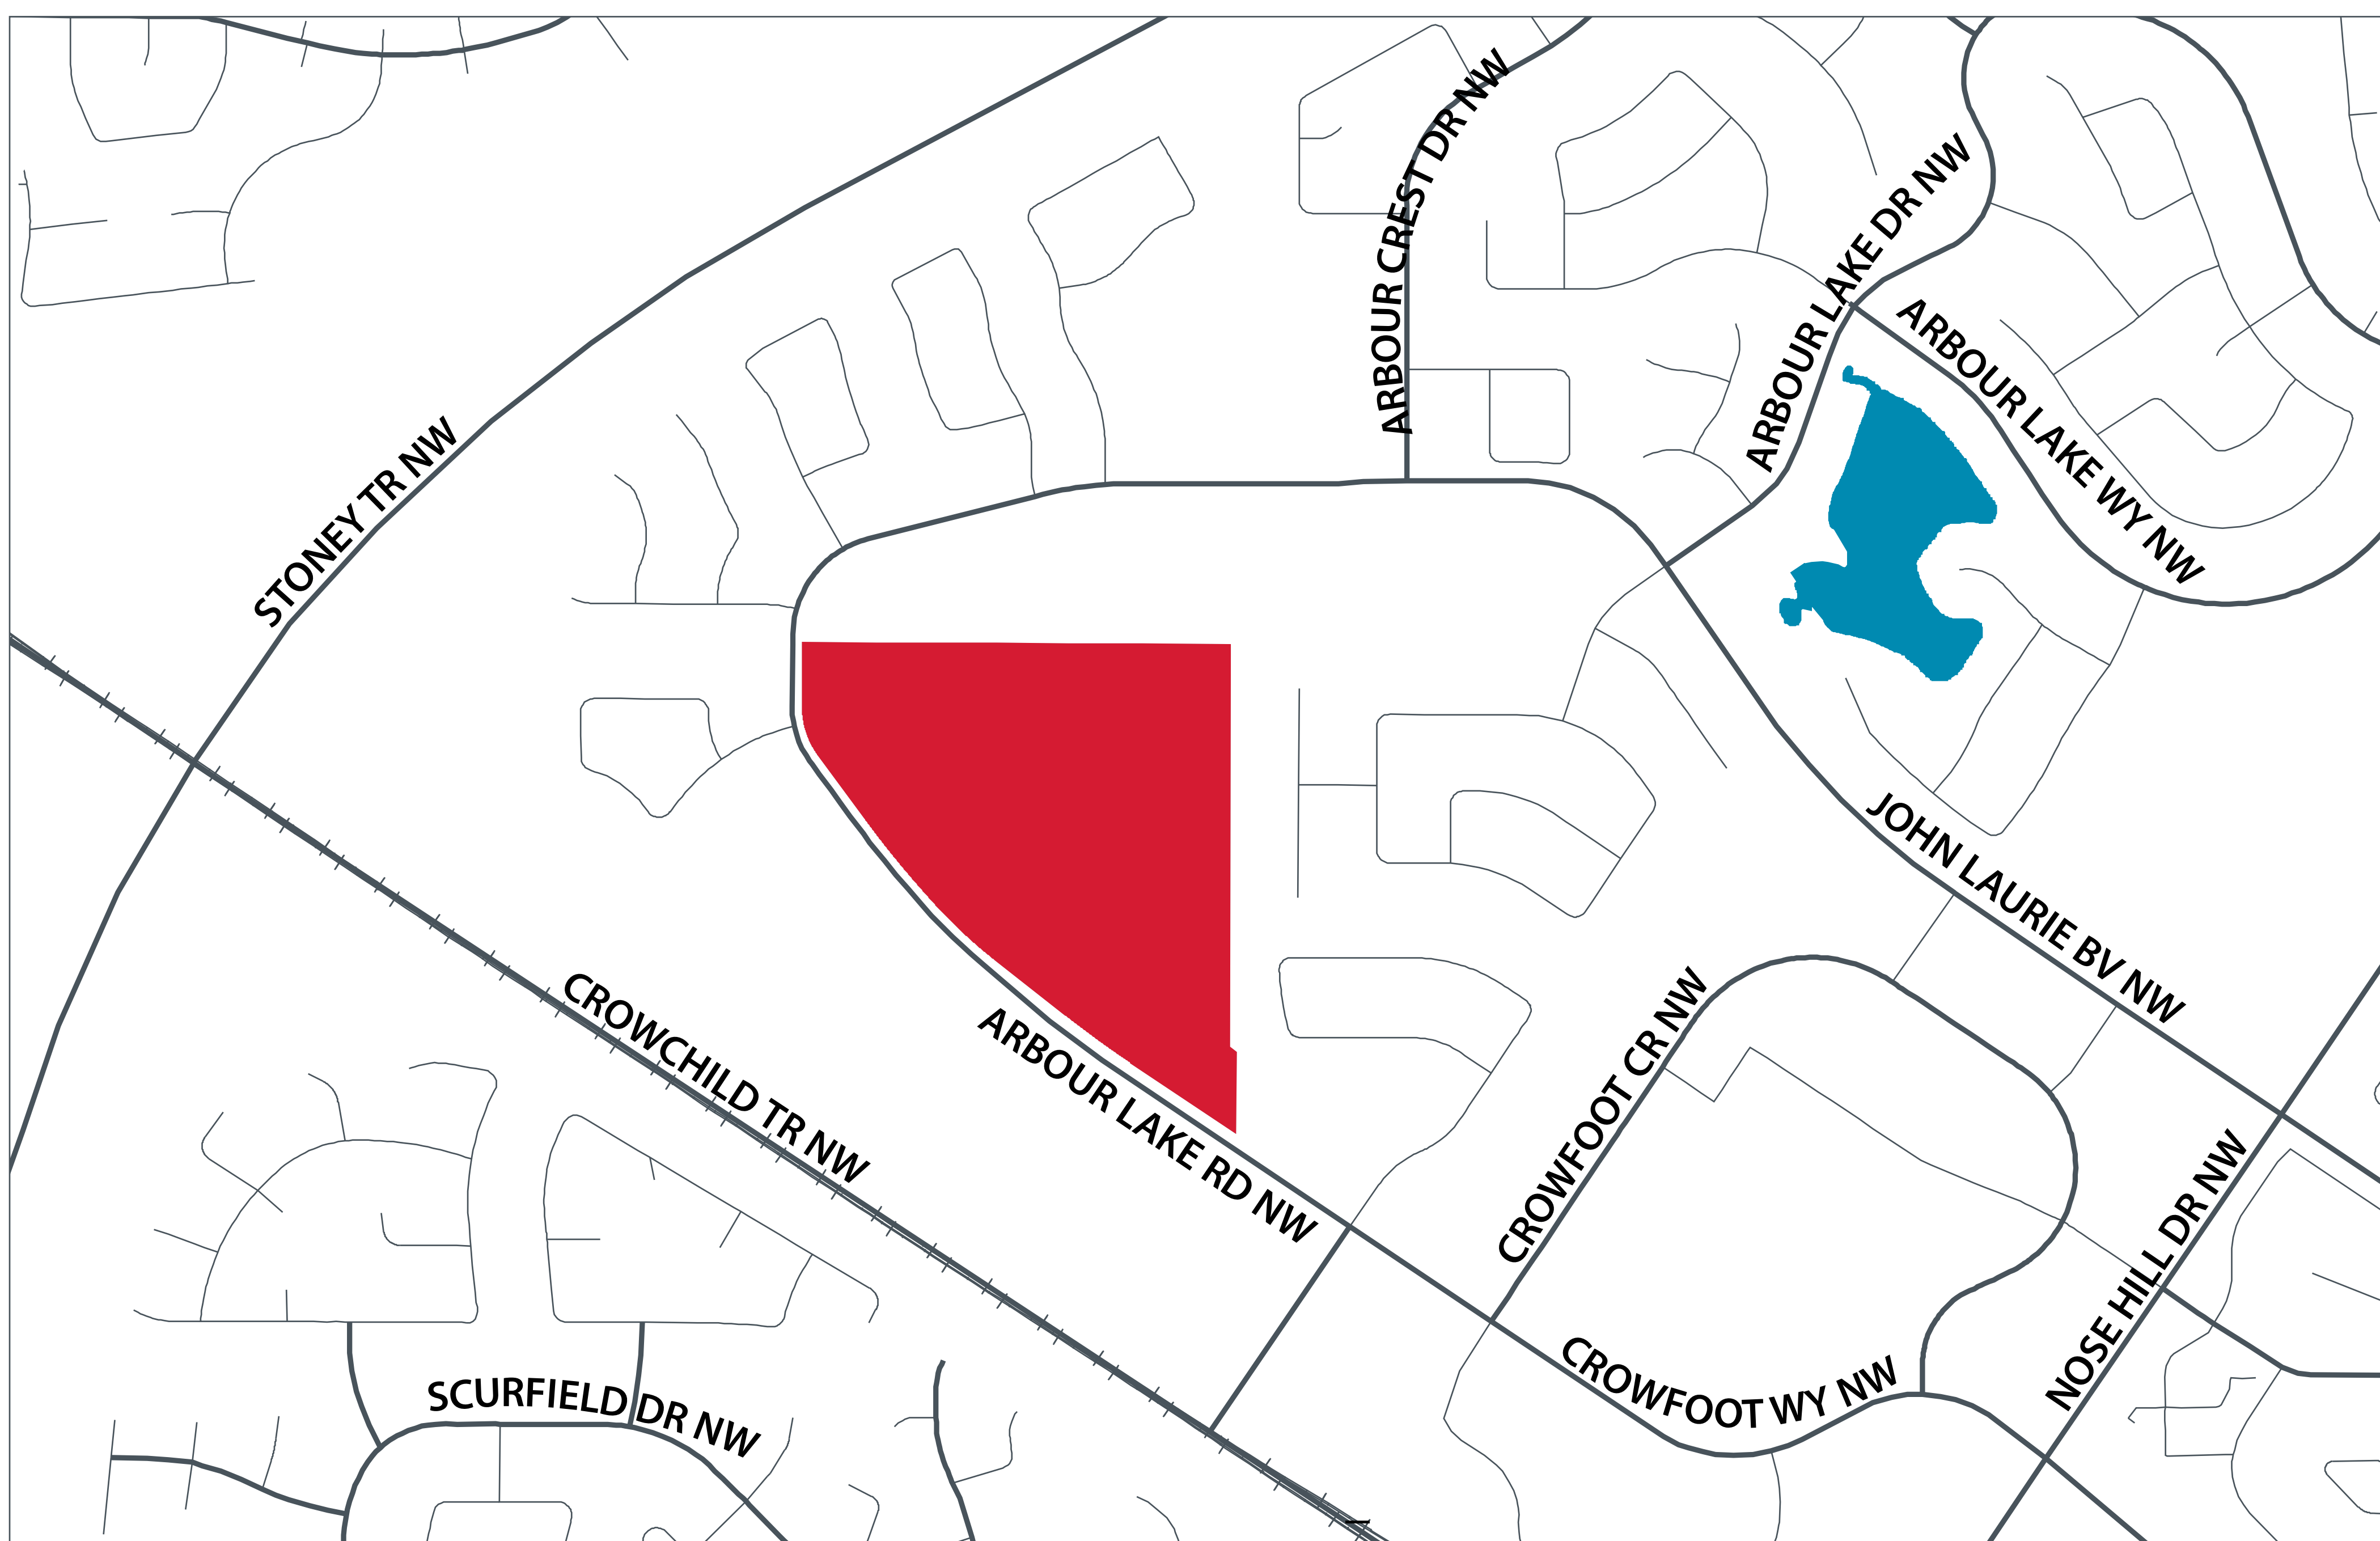 ARBOUR CREST DR NW
ARBOUR LAKE DR NW
ARBOUR LAKE WY NW
STONEY TR NW
JOHN LAURIE BV NW
CROWCHILD TR NW
ARBOUR LAKE RD NW
CROWFOOT CR NW
NOSE HILL DR NW
CROWFOOT WY NW
SCURFIELD DR NW